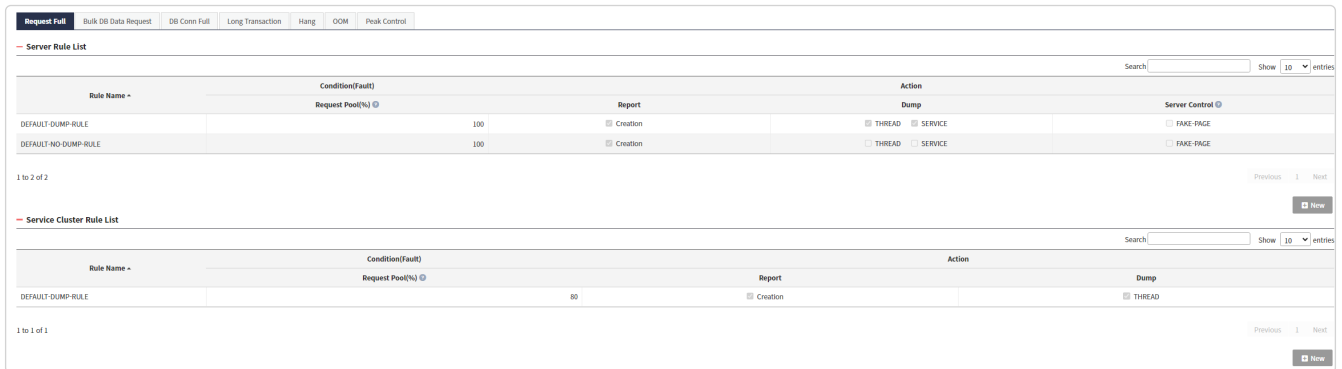 Request Full Bulk DB Data Request DB Conn Full Long Transaction Hang OOM Peak Control
Server Rule List
Search Show 10 entries
Rule Name Condition(Fault) Action
Request Pool(%) Report Dump Server Control
DEFAULT-DUMP-RULE 100 Creation THREAD SERVICE FAKE-PAGE
DEFAULT-NO-DUMP-RULE 100 Creation THREAD SERVICE FAKE-PAGE
1 to 2 of 2 Previous 1 Next
New
Service Cluster Rule List
Search Show 10 entries
Rule Name Condition(Fault) Action
Request Pool(%) Report Dump
DEFAULT-DUMP-RULE 80 Creation THREAD
1 to 1 of 1 Previous 1 Next
New